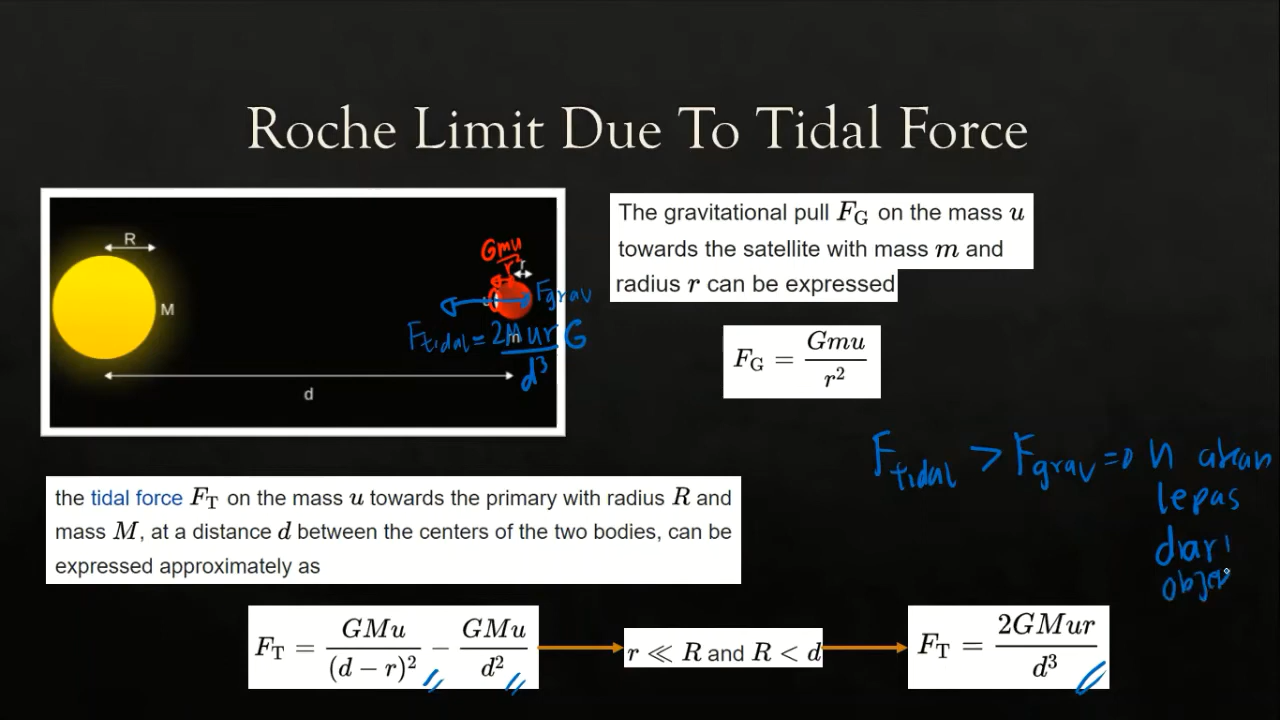 Roche Limit Due To Tidal Force
R
M
d
Gmu
r²
r
u
Fgrav
Ftidal = 2Mur G
d³
m
The gravitational pull F_G on the mass u
towards the satellite with mass m and
radius r can be expressed
F_G = Gmu / r²
Ftidal > Fgrav => u akan
lepas
dari
objek
the tidal force F_T on the mass u towards the primary with radius R and
mass M, at a distance d between the centers of the two bodies, can be
expressed approximately as
F_T = GMu / (d − r)² − GMu / d²
r ≪ R and R < d
F_T = 2GMur / d³